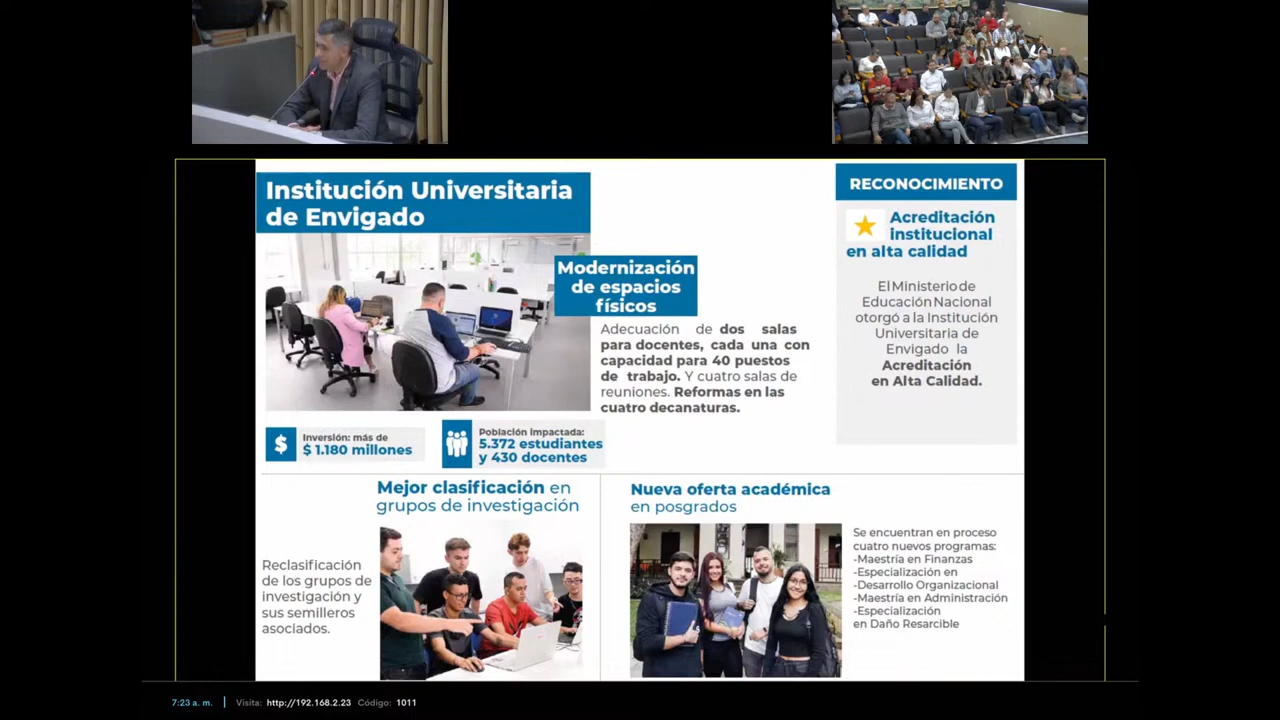 Institución Universitaria
de Envigado
Modernización
de espacios
físicos
Adecuación de dos salas
para docentes, cada una con
capacidad para 40 puestos
de trabajo. Y cuatro salas de
reuniones. Reformas en las
cuatro decanaturas.
Inversión: más de
$ 1.180 millones
Población impactada:
5.372 estudiantes
y 430 docentes
RECONOCIMIENTO
Acreditación
institucional
en alta calidad
El Ministerio de
Educación Nacional
otorgó a la Institución
Universitaria de
Envigado la
Acreditación
en Alta Calidad.
Mejor clasificación en
grupos de investigación
Reclasificación
de los grupos de
investigación y
sus semilleros
asociados.
Nueva oferta académica
en posgrados
Se encuentran en proceso
cuatro nuevos programas:
-Maestría en Finanzas
-Especialización en
-Desarrollo Organizacional
-Maestría en Administración
-Especialización
en Daño Resarcible
7:23 a. m. | Visita: http://192.168.2.23 Código: 1011